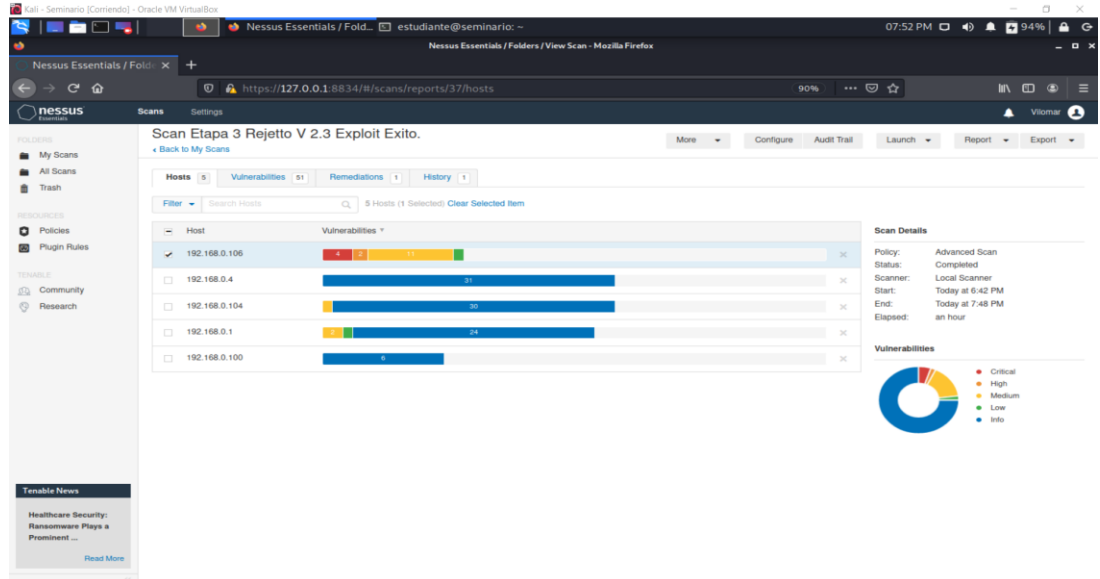 Kali - Seminario [Corriendo] - Oracle VM VirtualBox
Nessus Essentials / Fold... estudiante@seminario: ~ 07:52 PM 94%
Nessus Essentials / Folders / View Scan - Mozilla Firefox
Nessus Essentials / Fold
https://127.0.0.1:8834/#/scans/reports/37/hosts 90%
nessus Essentials Scans Settings Vilomar
FOLDERS
My Scans
All Scans
Trash
RESOURCES
Policies
Plugin Rules
TENABLE
Community
Research
Scan Etapa 3 Rejetto V 2.3 Exploit Exito.
Back to My Scans
More Configure Audit Trail Launch Report Export
Hosts 5 Vulnerabilities 51 Remediations 1 History 1
Filter Search Hosts 5 Hosts (1 Selected) Clear Selected Item
Host Vulnerabilities
192.168.0.106 4 2 11
192.168.0.4 31
192.168.0.104 30
192.168.0.1 2 24
192.168.0.100 6
Scan Details
Policy: Advanced Scan
Status: Completed
Scanner: Local Scanner
Start: Today at 6:42 PM
End: Today at 7:48 PM
Elapsed: an hour
Vulnerabilities
Critical
High
Medium
Low
Info
Tenable News
Healthcare Security:
Ransomware Plays a
Prominent ...
Read More